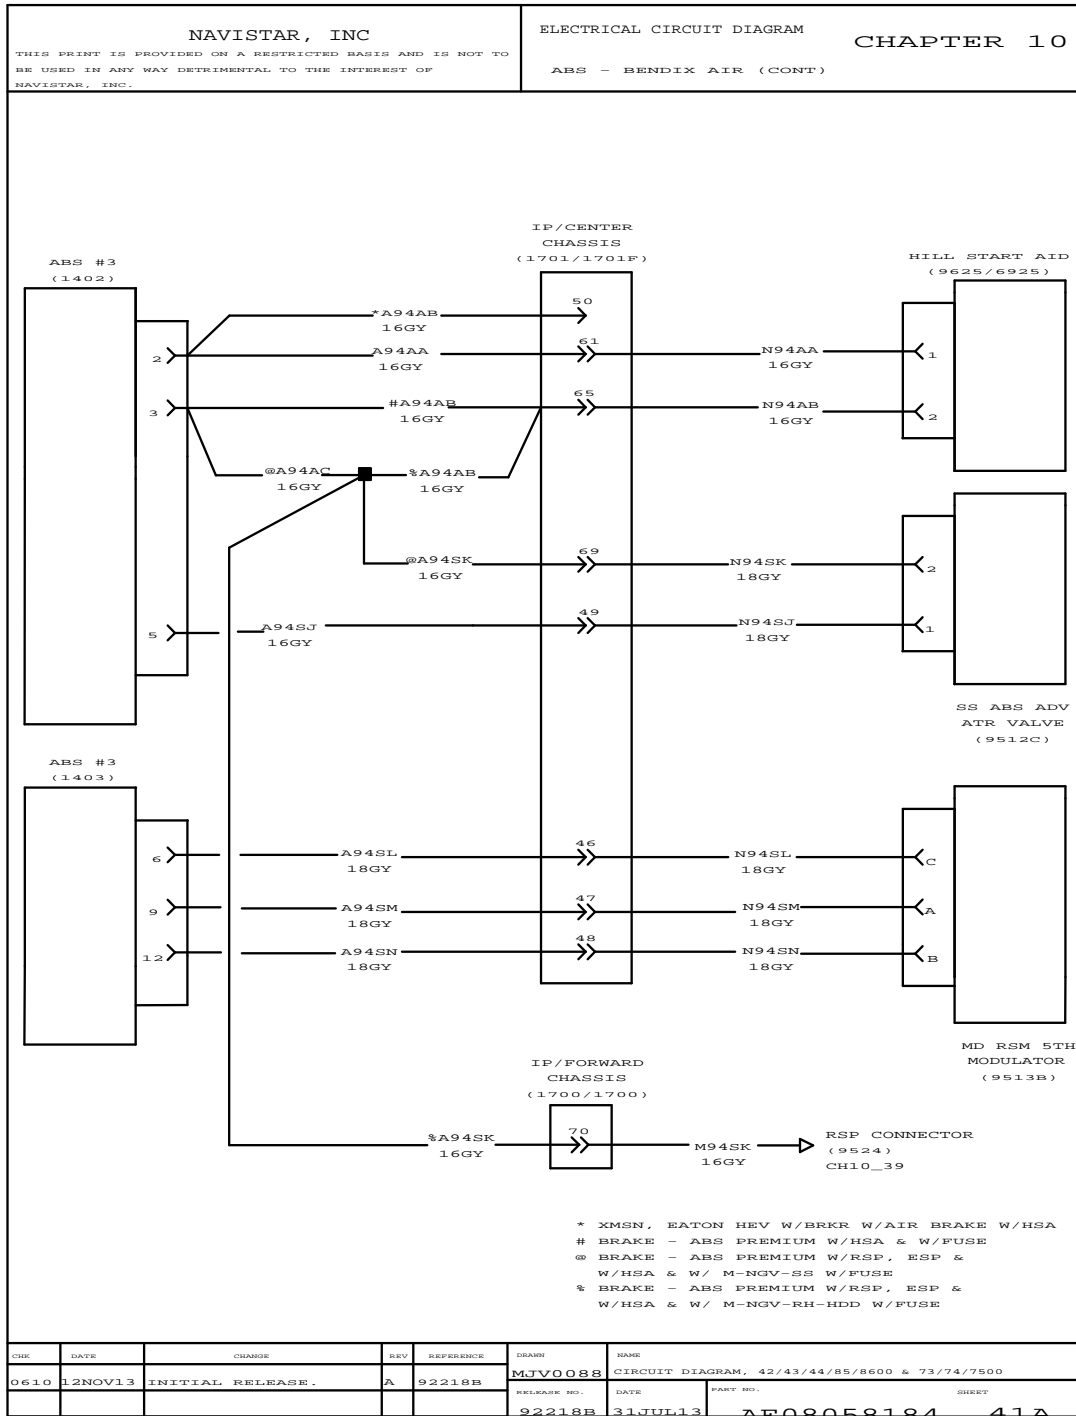 NAVISTAR, INC
THIS PRINT IS PROVIDED ON A RESTRICTED BASIS AND IS NOT TO
BE USED IN ANY WAY DETRIMENTAL TO THE INTEREST OF
NAVISTAR, INC.
ELECTRICAL CIRCUIT DIAGRAM
ABS - BENDIX AIR (CONT)
CHAPTER 10
IP/CENTER
CHASSIS
(1701/1701F)
ABS #3
(1402)
HILL START AID
(9625/6925)
50
*A94AB
16GY
2
A94AA
16GY
61
N94AA
16GY
1
3
#A94AB
16GY
65
N94AB
16GY
2
@A94AC
16GY
%A94AB
16GY
@A94SK
16GY
69
N94SK
18GY
2
5
A94SJ
16GY
49
N94SJ
18GY
1
SS ABS ADV
ATR VALVE
(9512C)
ABS #3
(1403)
6
A94SL
18GY
46
N94SL
18GY
C
9
A94SM
18GY
47
N94SM
18GY
A
12
A94SN
18GY
48
N94SN
18GY
B
MD RSM 5TH
MODULATOR
(9513B)
IP/FORWARD
CHASSIS
(1700/1700)
%A94SK
16GY
70
M94SK
16GY
RSP CONNECTOR
(9524)
CH10_39
* XMSN, EATON HEV W/BRKR W/AIR BRAKE W/HSA
# BRAKE - ABS PREMIUM W/HSA & W/FUSE
@ BRAKE - ABS PREMIUM W/RSP, ESP &
W/HSA & W/ M-NGV-SS W/FUSE
% BRAKE - ABS PREMIUM W/RSP, ESP &
W/HSA & W/ M-NGV-RH-HDD W/FUSE
CHK DATE CHANGE REV REFERENCE
0610 12NOV13 INITIAL RELEASE. A 92218B
DRAWN
MJV0088
NAME
CIRCUIT DIAGRAM, 42/43/44/85/8600 & 73/74/7500
RELEASE NO. DATE PART NO. SHEET
92218B 31JUL13 AF08058184 41A